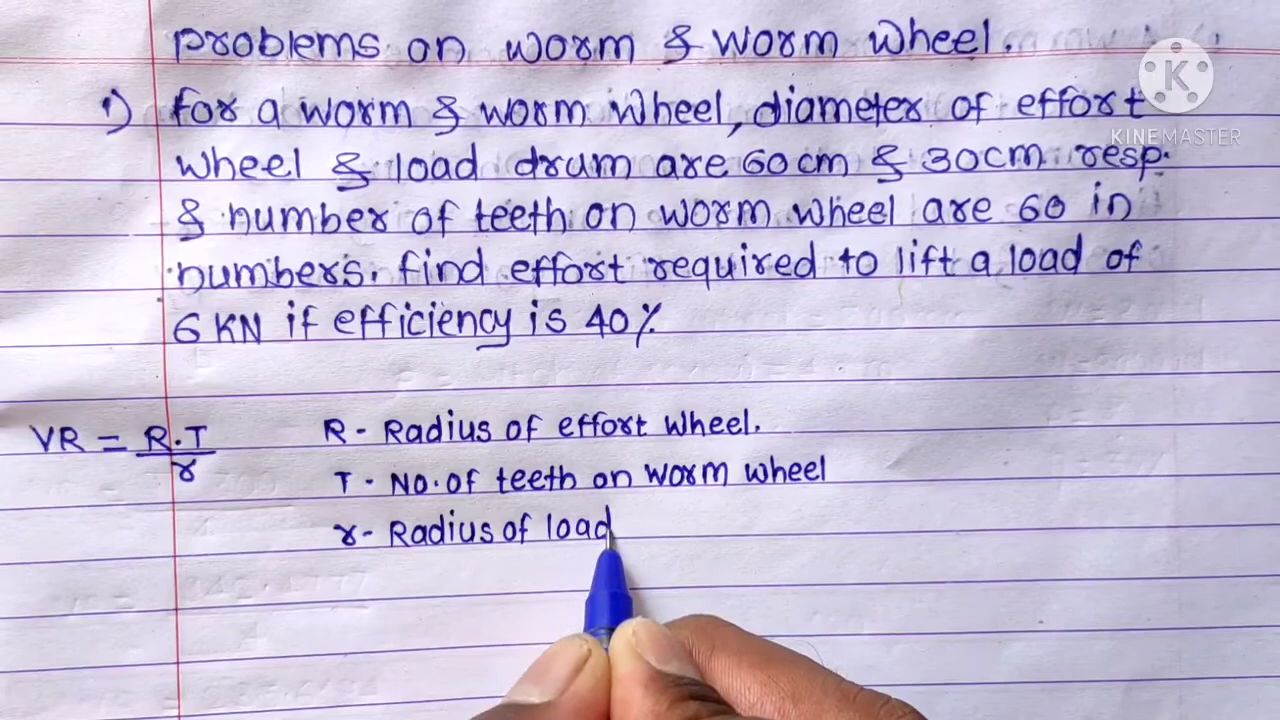 problems on worm & worm wheel.
1) for a worm & worm wheel, diameter of effort
wheel & load drum are 60cm & 30cm resp.
& number of teeth on worm wheel are 60 in
numbers. find effort required to lift a load of
6 KN if efficiency is 40%
VR = R.T / r
R - Radius of effort wheel.
T - No. of teeth on worm wheel
r - Radius of load
K
KINEMASTER